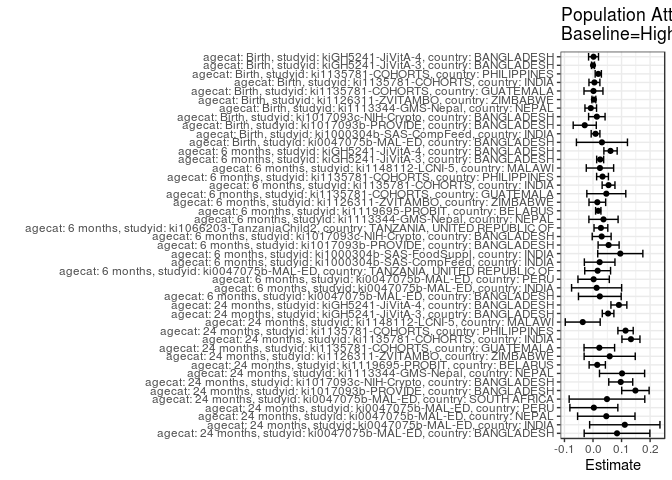 Population Att
Baseline=High
agecat: Birth, studyid: kiGH5241-JiVitA-4, country: BANGLADESH
agecat: Birth, studyid: kiGH5241-JiVitA-3, country: BANGLADESH
agecat: Birth, studyid: ki1135781-COHORTS, country: PHILIPPINES
agecat: Birth, studyid: ki1135781-COHORTS, country: INDIA
agecat: Birth, studyid: ki1135781-COHORTS, country: GUATEMALA
agecat: Birth, studyid: ki1126311-ZVITAMBO, country: ZIMBABWE
agecat: Birth, studyid: ki1113344-GMS-Nepal, country: NEPAL
agecat: Birth, studyid: ki1017093c-NIH-Crypto, country: BANGLADESH
agecat: Birth, studyid: ki1017093b-PROVIDE, country: BANGLADESH
agecat: Birth, studyid: ki1000304b-SAS-CompFeed, country: INDIA
agecat: Birth, studyid: ki0047075b-MAL-ED, country: BANGLADESH
agecat: 6 months, studyid: kiGH5241-JiVitA-4, country: BANGLADESH
agecat: 6 months, studyid: kiGH5241-JiVitA-3, country: BANGLADESH
agecat: 6 months, studyid: ki1148112-LCNI-5, country: MALAWI
agecat: 6 months, studyid: ki1135781-COHORTS, country: PHILIPPINES
agecat: 6 months, studyid: ki1135781-COHORTS, country: INDIA
agecat: 6 months, studyid: ki1135781-COHORTS, country: GUATEMALA
agecat: 6 months, studyid: ki1126311-ZVITAMBO, country: ZIMBABWE
agecat: 6 months, studyid: ki1119695-PROBIT, country: BELARUS
agecat: 6 months, studyid: ki1113344-GMS-Nepal, country: NEPAL
agecat: 6 months, studyid: ki1066203-TanzaniaChild2, country: TANZANIA, UNITED REPUBLIC OF
agecat: 6 months, studyid: ki1017093c-NIH-Crypto, country: BANGLADESH
agecat: 6 months, studyid: ki1017093b-PROVIDE, country: BANGLADESH
agecat: 6 months, studyid: ki1000304b-SAS-FoodSuppl, country: INDIA
agecat: 6 months, studyid: ki1000304b-SAS-CompFeed, country: INDIA
agecat: 6 months, studyid: ki0047075b-MAL-ED, country: TANZANIA, UNITED REPUBLIC OF
agecat: 6 months, studyid: ki0047075b-MAL-ED, country: PERU
agecat: 6 months, studyid: ki0047075b-MAL-ED, country: INDIA
agecat: 6 months, studyid: ki0047075b-MAL-ED, country: BANGLADESH
agecat: 24 months, studyid: kiGH5241-JiVitA-4, country: BANGLADESH
agecat: 24 months, studyid: kiGH5241-JiVitA-3, country: BANGLADESH
agecat: 24 months, studyid: ki1148112-LCNI-5, country: MALAWI
agecat: 24 months, studyid: ki1135781-COHORTS, country: PHILIPPINES
agecat: 24 months, studyid: ki1135781-COHORTS, country: INDIA
agecat: 24 months, studyid: ki1135781-COHORTS, country: GUATEMALA
agecat: 24 months, studyid: ki1126311-ZVITAMBO, country: ZIMBABWE
agecat: 24 months, studyid: ki1119695-PROBIT, country: BELARUS
agecat: 24 months, studyid: ki1113344-GMS-Nepal, country: NEPAL
agecat: 24 months, studyid: ki1017093c-NIH-Crypto, country: BANGLADESH
agecat: 24 months, studyid: ki1017093b-PROVIDE, country: BANGLADESH
agecat: 24 months, studyid: ki0047075b-MAL-ED, country: SOUTH AFRICA
agecat: 24 months, studyid: ki0047075b-MAL-ED, country: PERU
agecat: 24 months, studyid: ki0047075b-MAL-ED, country: NEPAL
agecat: 24 months, studyid: ki0047075b-MAL-ED, country: INDIA
agecat: 24 months, studyid: ki0047075b-MAL-ED, country: BANGLADESH
-0.1 0.0 0.1 0.2
Estimate